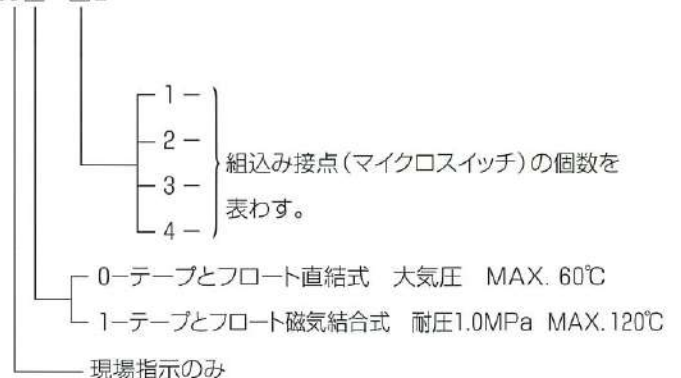 1 −
2 −
組込み接点(マイクロスイッチ)の個数を
3 −
表わす。
4 −
0−テープとフロート直結式 大気圧 MAX. 60℃
1−テープとフロート磁気結合式 耐圧1.0MPa MAX.120℃
現場指示のみ